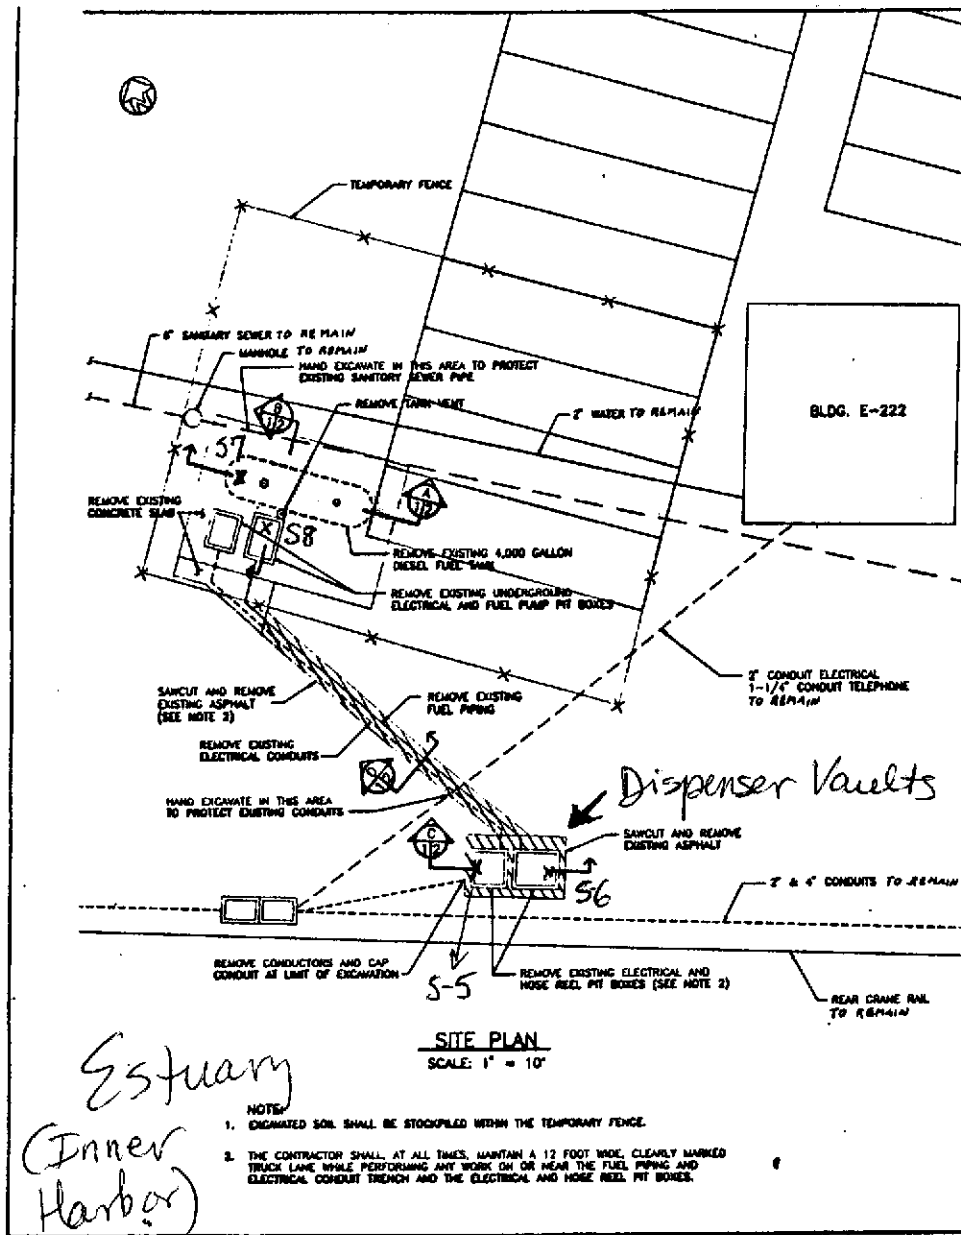 TEMPORARY FENCE
6" SANITARY SEWER TO REMAIN
MANHOLE TO REMAIN
HAND EXCAVATE IN THIS AREA TO PROTECT
EXISTING SANITORY SEWER PIPE
B
1/2
REMOVE TANK VENT
2" WATER TO REMAIN
BLDG. E-222
S7
A
1/2
REMOVE EXISTING
CONCRETE SLAB
S8
REMOVE EXISTING 4,000 GALLON
DIESEL FUEL TANK
REMOVE EXISTING UNDERGROUND
ELECTRICAL AND FUEL PUMP PIT BOXES
2" CONDUIT ELECTRICAL
1-1/4" CONDUIT TELEPHONE
TO REMAIN
SAWCUT AND REMOVE
EXISTING ASPHALT
(SEE NOTE 2)
REMOVE EXISTING
FUEL PIPING
REMOVE EXISTING
ELECTRICAL CONDUITS
HAND EXCAVATE IN THIS AREA
TO PROTECT EXISTING CONDUITS
Dispenser Vaults
C
1/2
SAWCUT AND REMOVE
EXISTING ASPHALT
2" & 4" CONDUITS TO REMAIN
S6
REMOVE CONDUCTORS AND CAP
CONDUIT AT LIMIT OF EXCAVATION
S-5
REMOVE EXISTING ELECTRICAL AND
HOSE REEL PIT BOXES (SEE NOTE 2)
REAR CRANE RAIL
TO REMAIN
SITE PLAN
SCALE: 1" = 10'
Estuary
(Inner
Harbor)
NOTE:
1. EXCAVATED SOIL SHALL BE STOCKPILED WITHIN THE TEMPORARY FENCE.
2. THE CONTRACTOR SHALL, AT ALL TIMES, MAINTAIN A 12 FOOT WIDE, CLEARLY MARKED
TRUCK LANE WHILE PERFORMING ANY WORK ON OR NEAR THE FUEL PIPING AND
ELECTRICAL CONDUIT TRENCH AND THE ELECTRICAL AND HOSE REEL PIT BOXES.